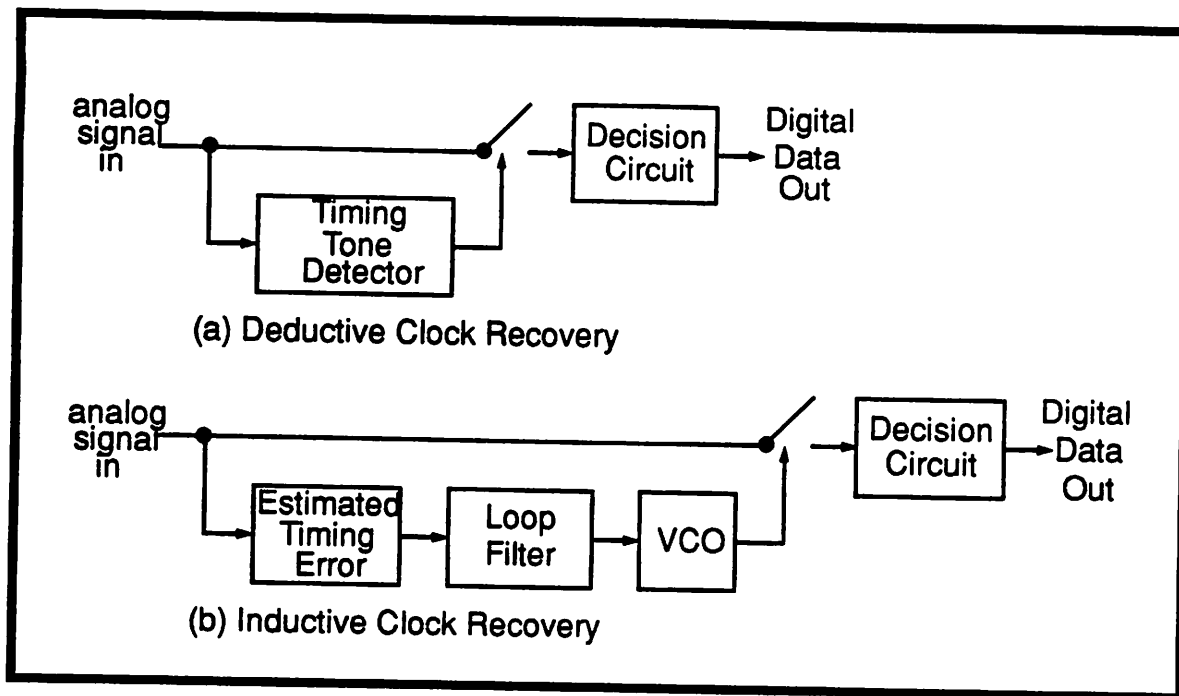 analog
signal
in
Decision
Circuit
Digital
Data
Out
Timing
Tone
Detector
(a) Deductive Clock Recovery
analog
signal
in
Estimated
Timing
Error
Loop
Filter
VCO
Decision
Circuit
Digital
Data
Out
(b) Inductive Clock Recovery